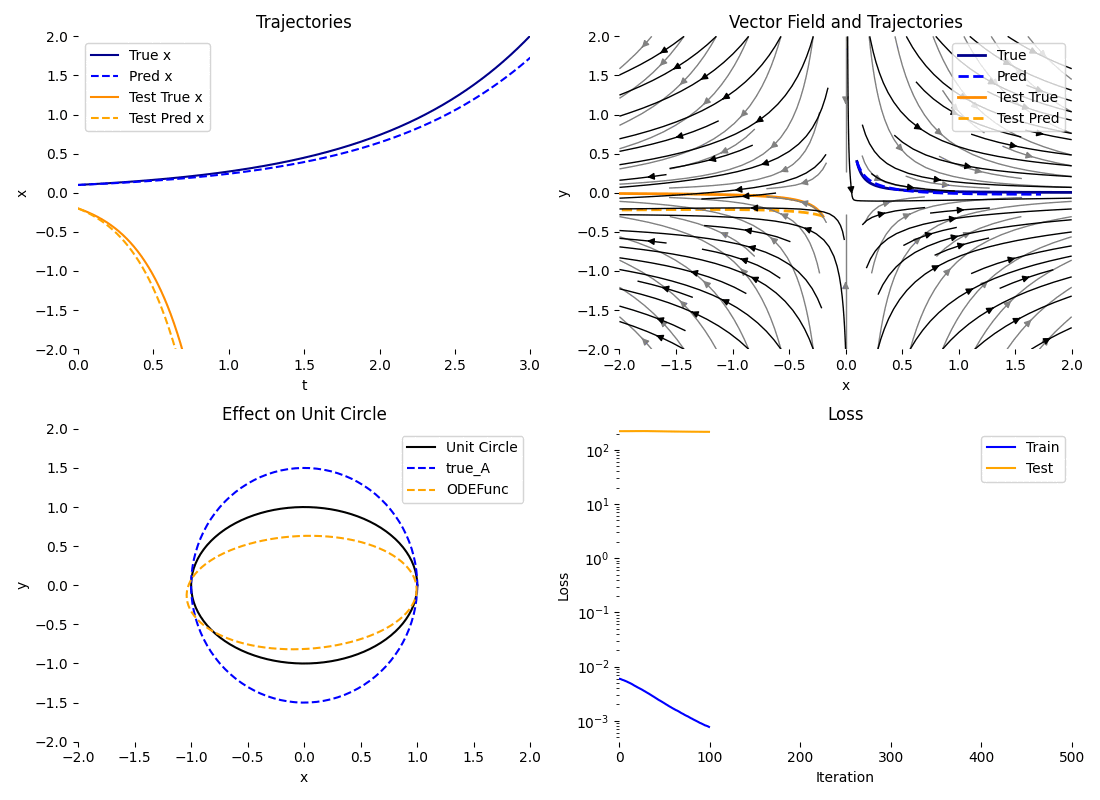 Trajectories
2.0
1.5
1.0
0.5
0.0
−0.5
−1.0
−1.5
−2.0
x
True x
Pred x
Test True x
Test Pred x
0.0 0.5 1.0 1.5 2.0 2.5 3.0
t
Vector Field and Trajectories
2.0
1.5
1.0
0.5
0.0
−0.5
−1.0
−1.5
−2.0
y
True
Pred
Test True
Test Pred
−2.0 −1.5 −1.0 −0.5 0.0 0.5 1.0 1.5 2.0
x
Effect on Unit Circle
2.0
1.5
1.0
0.5
0.0
−0.5
−1.0
−1.5
−2.0
y
Unit Circle
true_A
ODEFunc
−2.0 −1.5 −1.0 −0.5 0.0 0.5 1.0 1.5 2.0
x
Loss
10²
10¹
10⁰
10⁻¹
10⁻²
10⁻³
Loss
Train
Test
0 100 200 300 400 500
Iteration